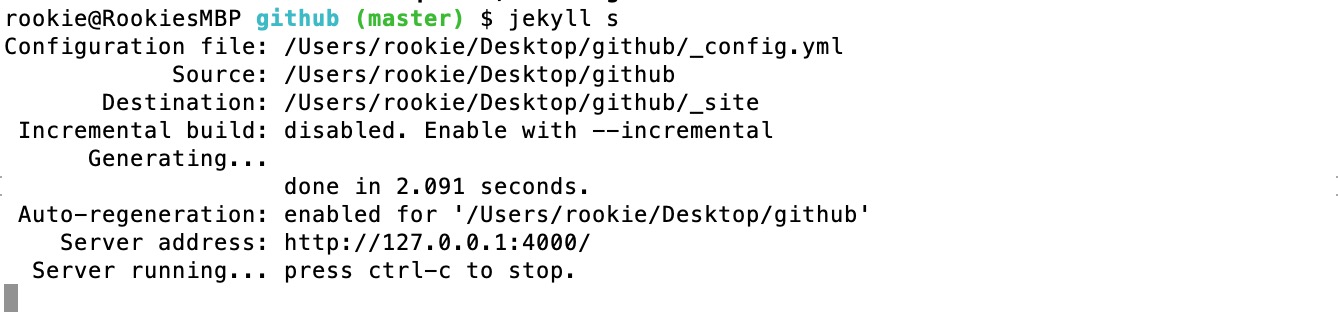 rookie@RookiesMBP github (master) $ jekyll s
Configuration file: /Users/rookie/Desktop/github/_config.yml
Source: /Users/rookie/Desktop/github
Destination: /Users/rookie/Desktop/github/_site
Incremental build: disabled. Enable with --incremental
Generating...
done in 2.091 seconds.
Auto-regeneration: enabled for '/Users/rookie/Desktop/github'
Server address: http://127.0.0.1:4000/
Server running... press ctrl-c to stop.